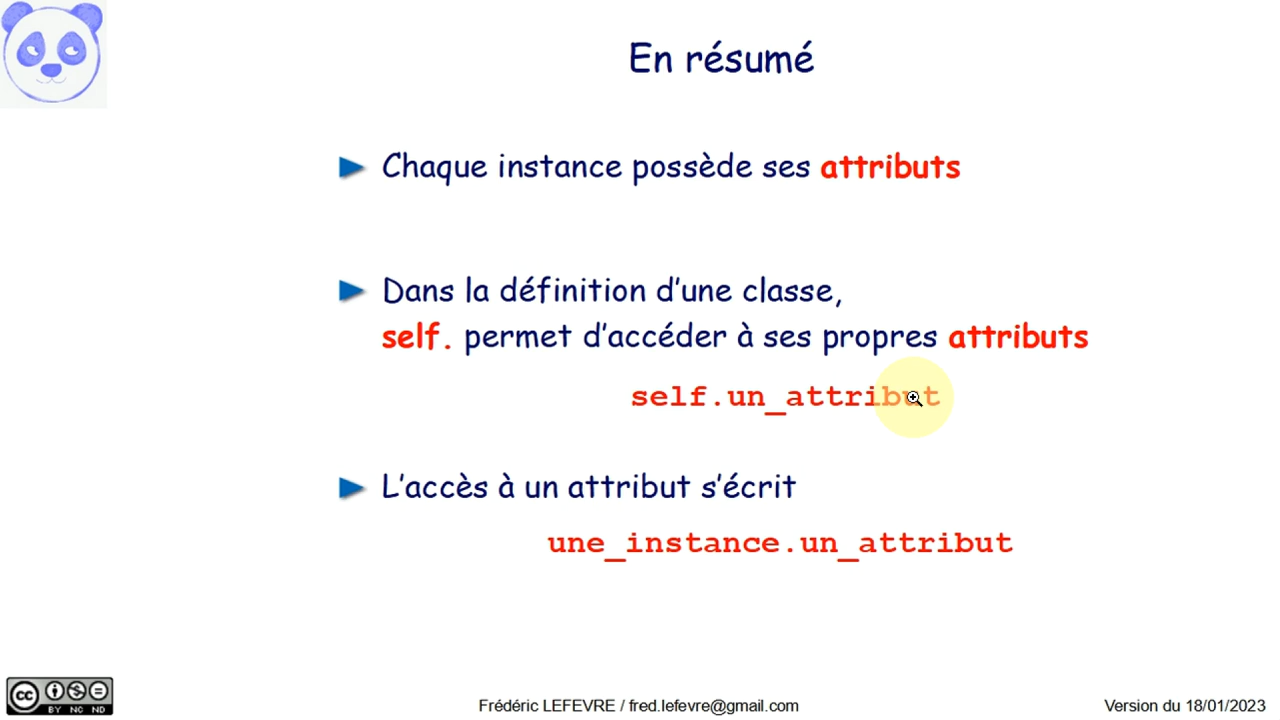 En résumé
Chaque instance possède ses attributs
Dans la définition d’une classe,
self. permet d’accéder à ses propres attributs
self.un_attribut
L’accès à un attribut s’écrit
une_instance.un_attribut
cc
BY NC ND
Frédéric LEFEVRE / fred.lefevre@gmail.com
Version du 18/01/2023